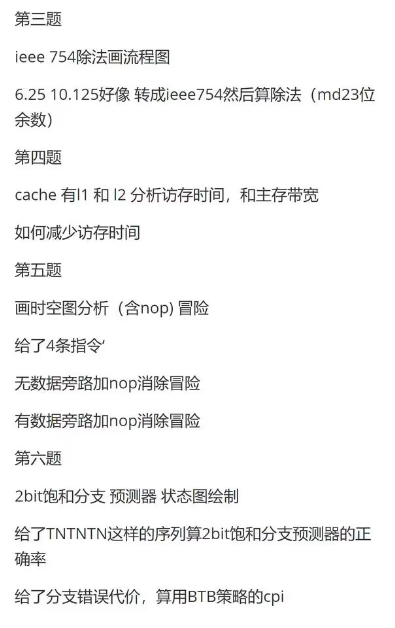 第三题
ieee 754除法画流程图
6.25 10.125好像 转成ieee754然后算除法（md23位
余数）
第四题
cache 有l1 和 l2 分析访存时间，和主存带宽
如何减少访存时间
第五题
画时空图分析（含nop) 冒险
给了4条指令‘
无数据旁路加nop消除冒险
有数据旁路加nop消除冒险
第六题
2bit饱和分支 预测器 状态图绘制
给了TNTNTN这样的序列算2bit饱和分支预测器的正
确率
给了分支错误代价，算用BTB策略的cpi